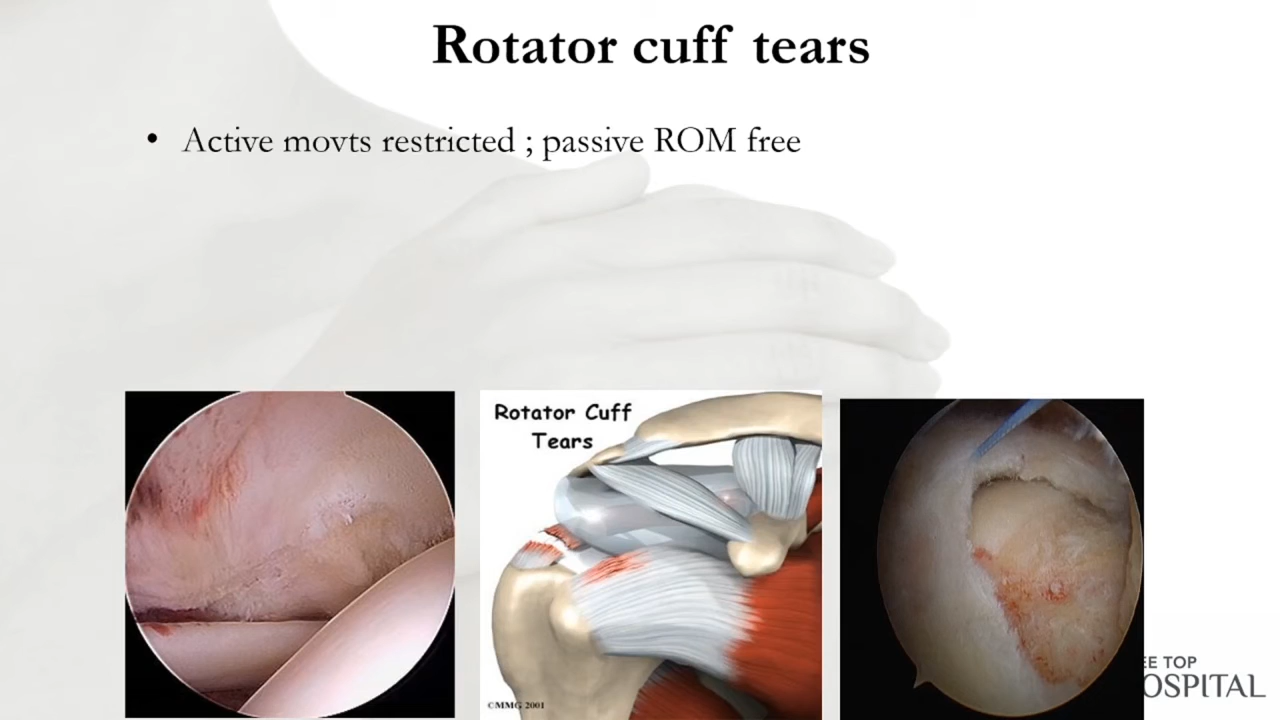 Rotator cuff tears
• Active movts restricted ; passive ROM free
Rotator Cuff
Tears
©MMG 2001
EE TOP
OSPITAL